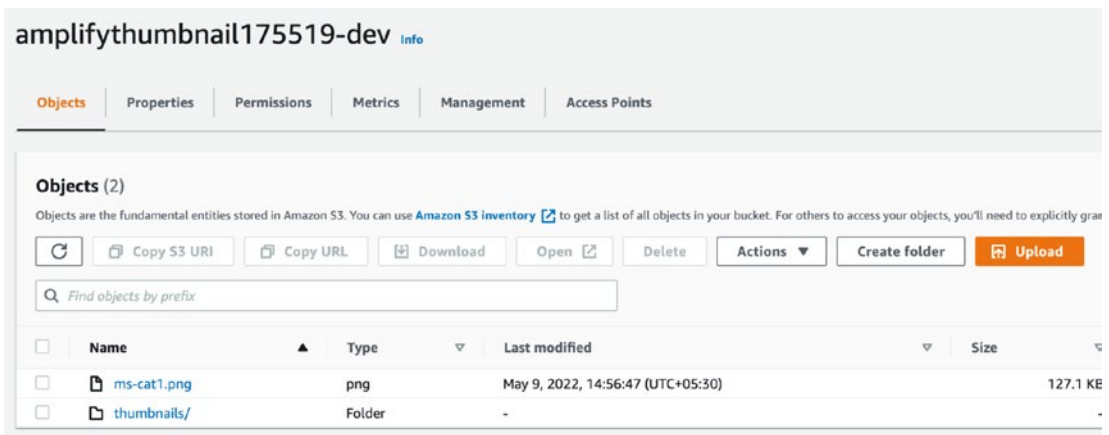 amplifythumbnail175519-dev Info
Objects Properties Permissions Metrics Management Access Points
Objects (2)
Objects are the fundamental entities stored in Amazon S3. You can use Amazon S3 inventory to get a list of all objects in your bucket. For others to access your objects, you'll need to explicitly gran
Copy S3 URI Copy URL Download Open Delete Actions Create folder Upload
Find objects by prefix
Name Type Last modified Size
ms-cat1.png png May 9, 2022, 14:56:47 (UTC+05:30) 127.1 KB
thumbnails/ Folder - -